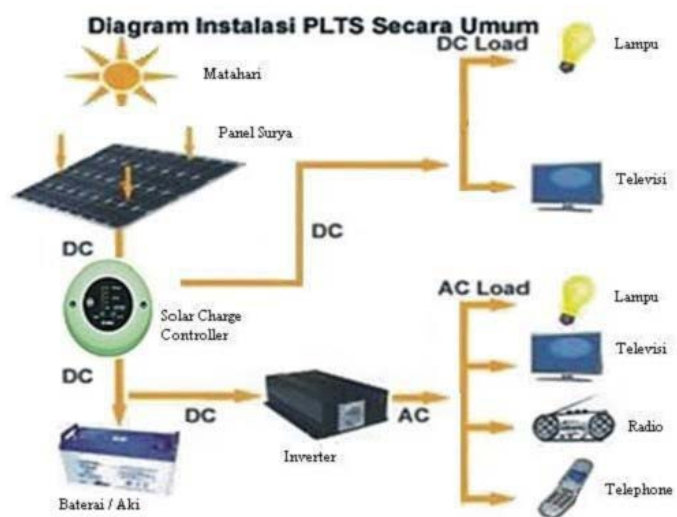 Diagram Instalasi PLTS Secara Umum
DC Load
Lampu
Matahari
Panel Surya
Televisi
DC
DC
Solar Charge
Controller
AC Load
Lampu
Televisi
DC
DC
AC
Radio
Inverter
Telephone
Baterai / Aki